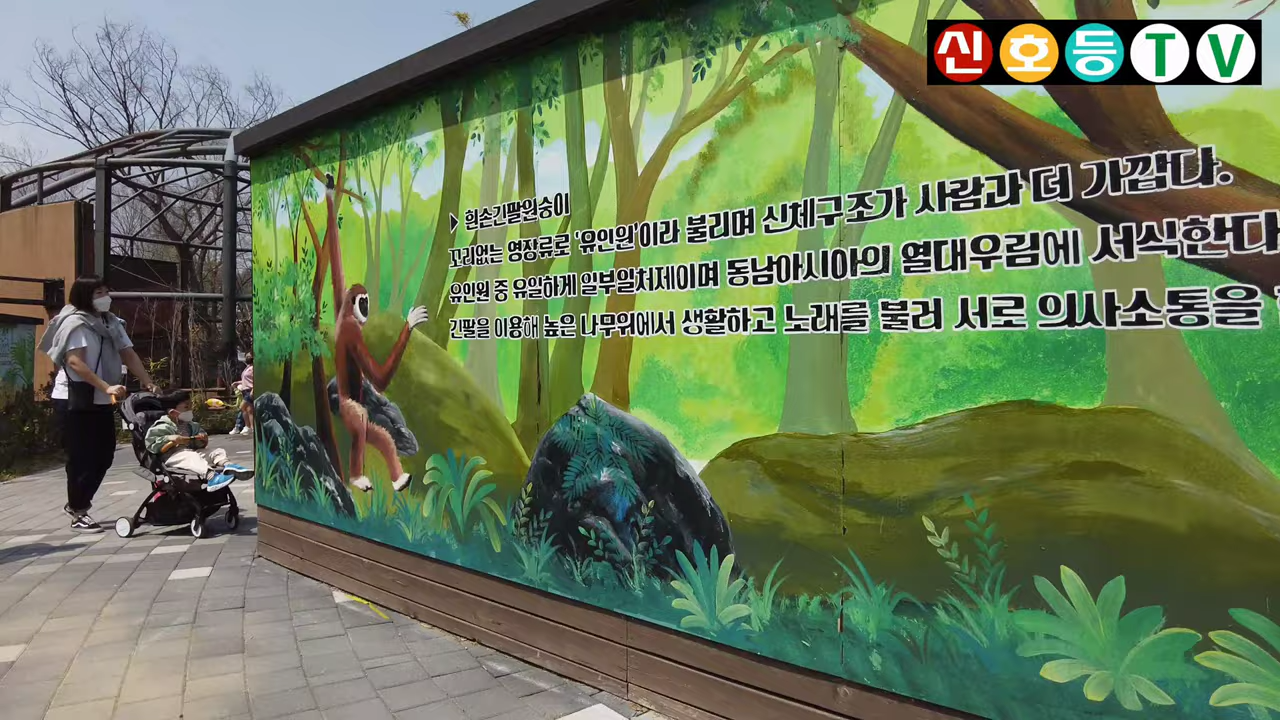 신호등TV
▶ 흰손긴팔원숭이
꼬리없는 영장류로 '유인원'이라 불리며 신체구조가 사람과 더 가깝다.
유인원 중 유일하게 일부일처제이며 동남아시아의 열대우림에 서식한다
긴팔을 이용해 높은 나무위에서 생활하고 노래를 불러 서로 의사소통을